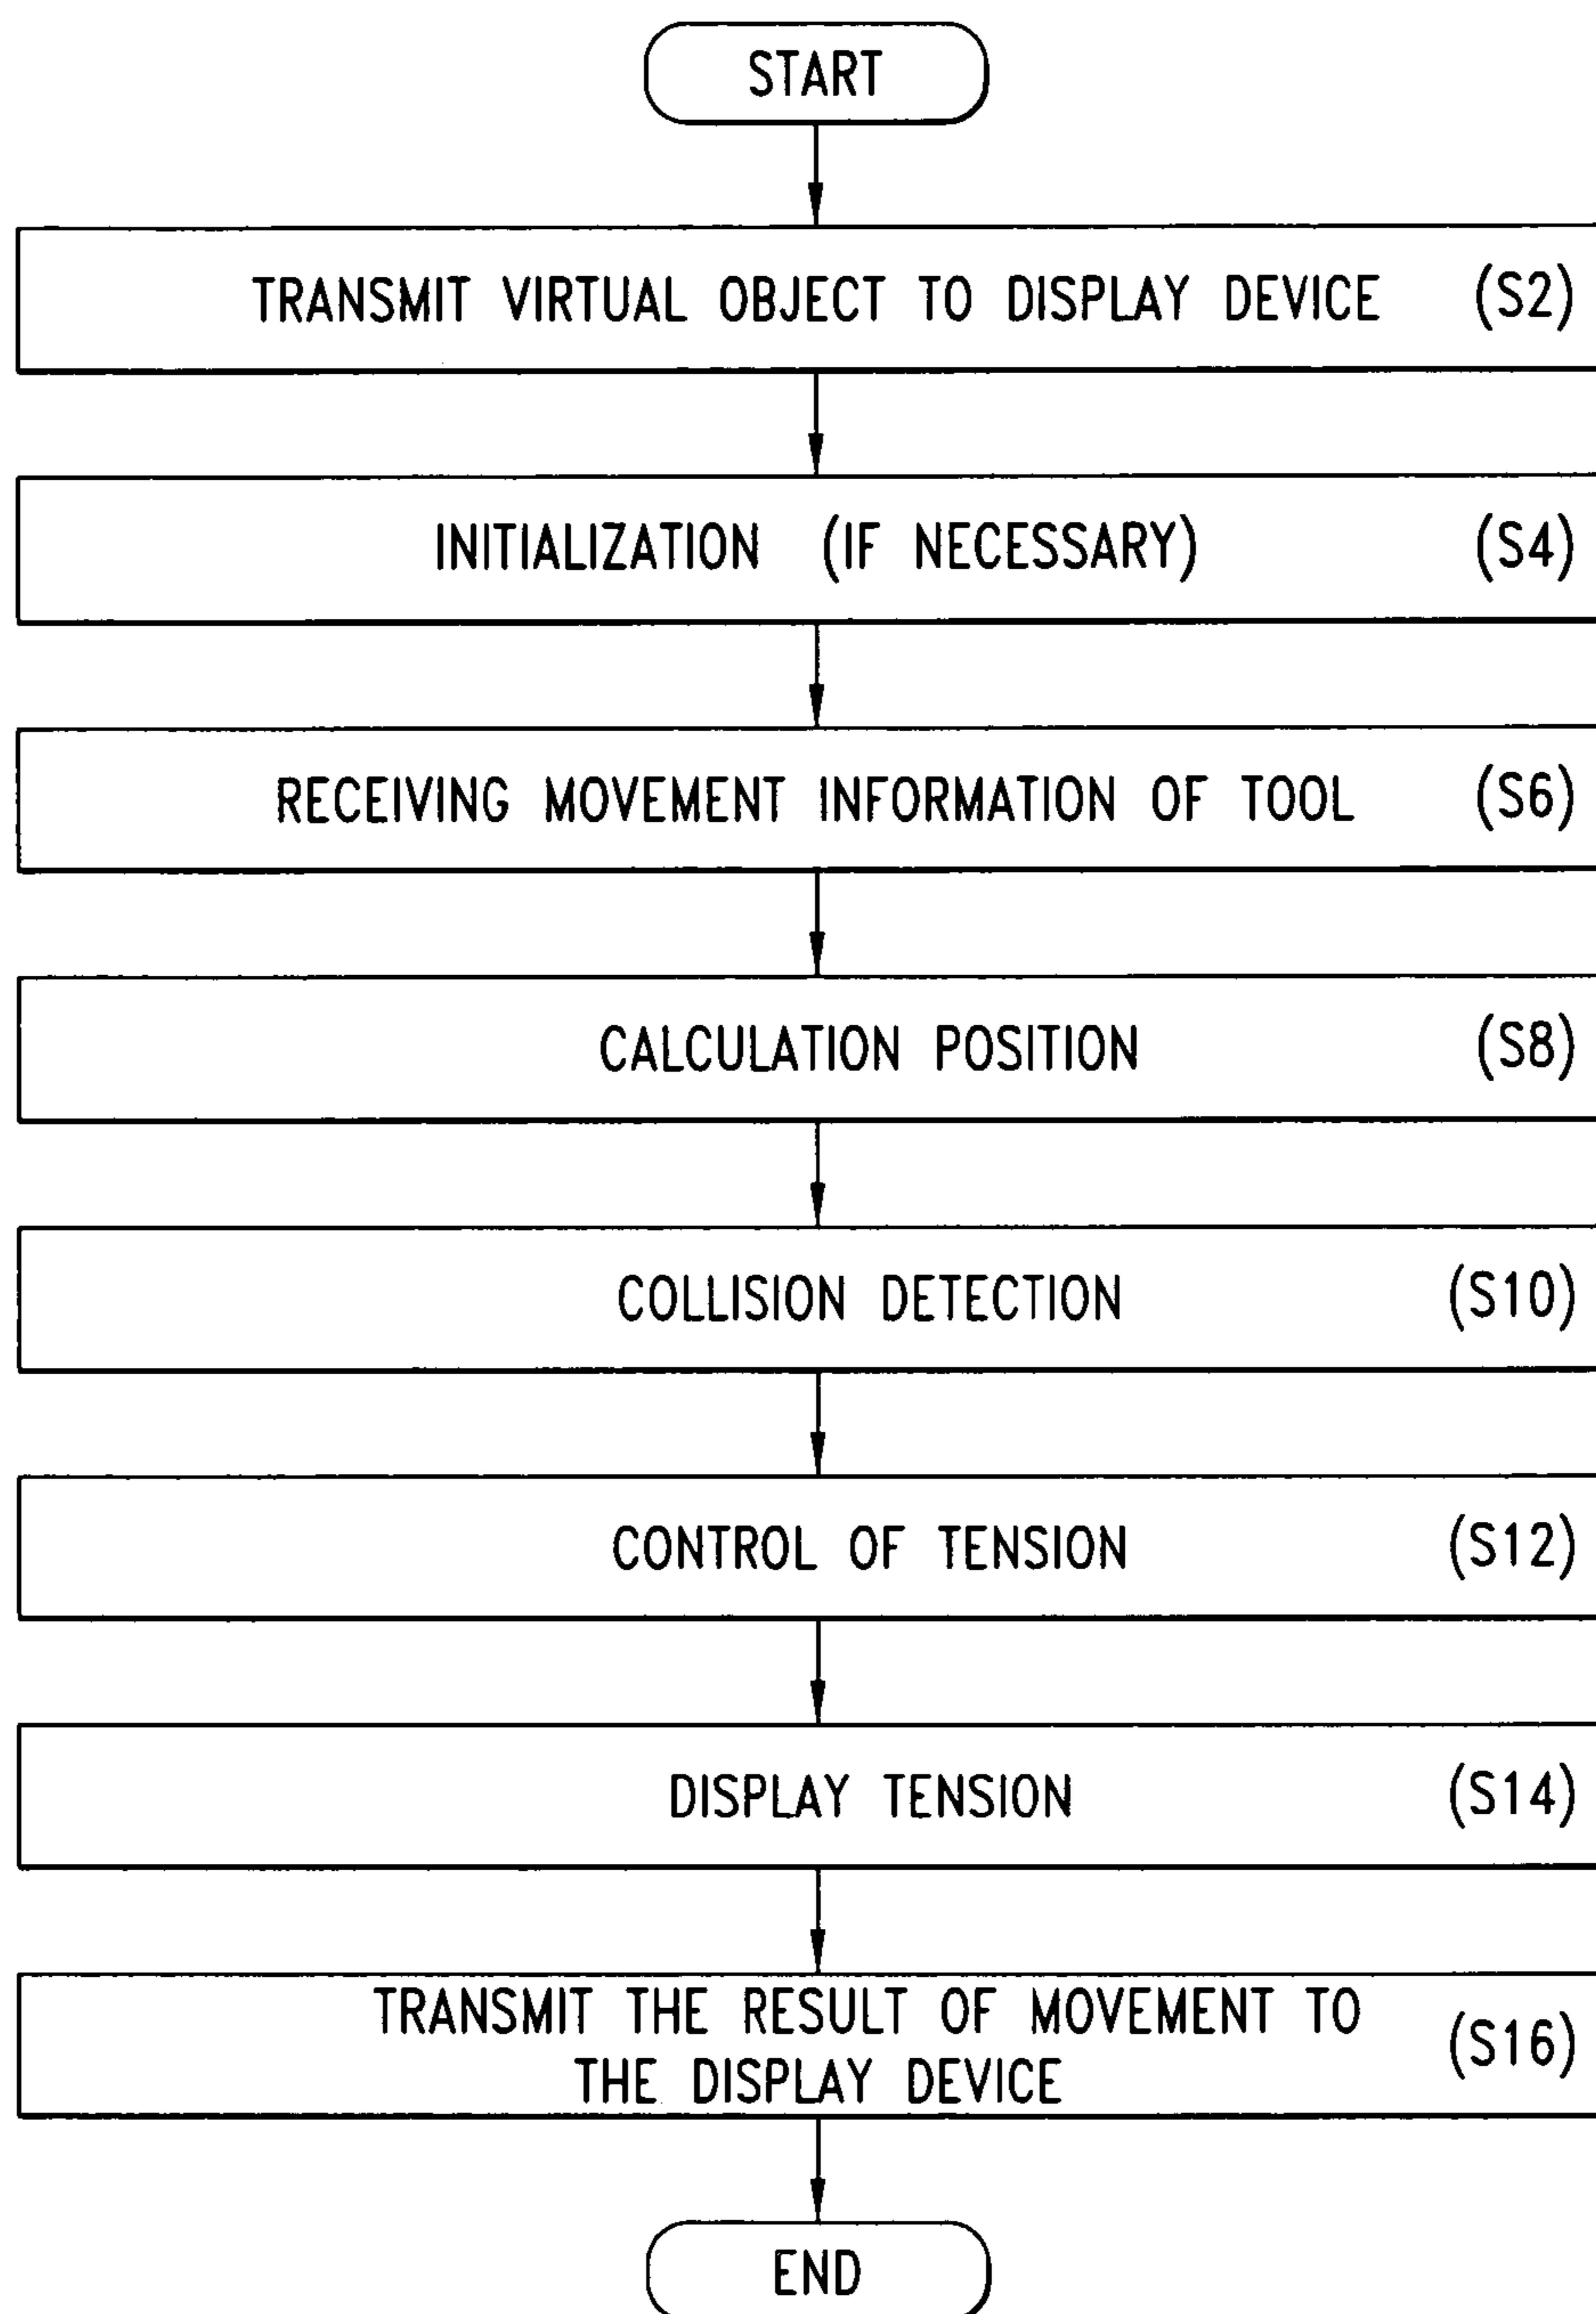 START
TRANSMIT VIRTUAL OBJECT TO DISPLAY DEVICE (S2)
INITIALIZATION (IF NECESSARY) (S4)
RECEIVING MOVEMENT INFORMATION OF TOOL (S6)
CALCULATION POSITION (S8)
COLLISION DETECTION (S10)
CONTROL OF TENSION (S12)
DISPLAY TENSION (S14)
TRANSMIT THE RESULT OF MOVEMENT TO
THE DISPLAY DEVICE (S16)
END